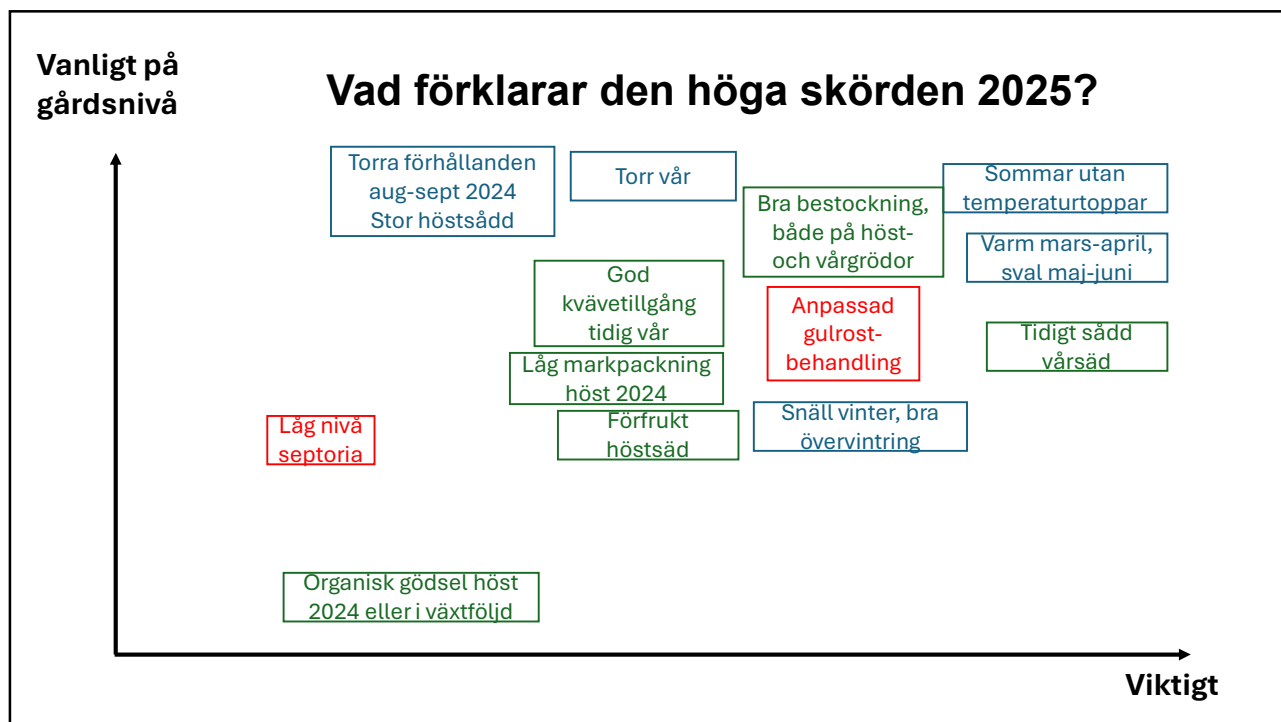 Vanligt på
gårdsnivå
Vad förklarar den höga skörden 2025?
Torra förhållanden
aug-sept 2024
Stor höstsådd
Torr vår
Bra bestockning,
både på höst-
och vårgrödor
Sommar utan
temperaturtoppar
Varm mars-april,
sval maj-juni
God
kvävetillgång
tidig vår
Anpassad
gulrost-
behandling
Tidigt sådd
vårsäd
Låg markpackning
höst 2024
Låg nivå
septoria
Förfrukt
höstsäd
Snäll vinter, bra
övervintring
Organisk gödsel höst
2024 eller i växtföljd
Viktigt